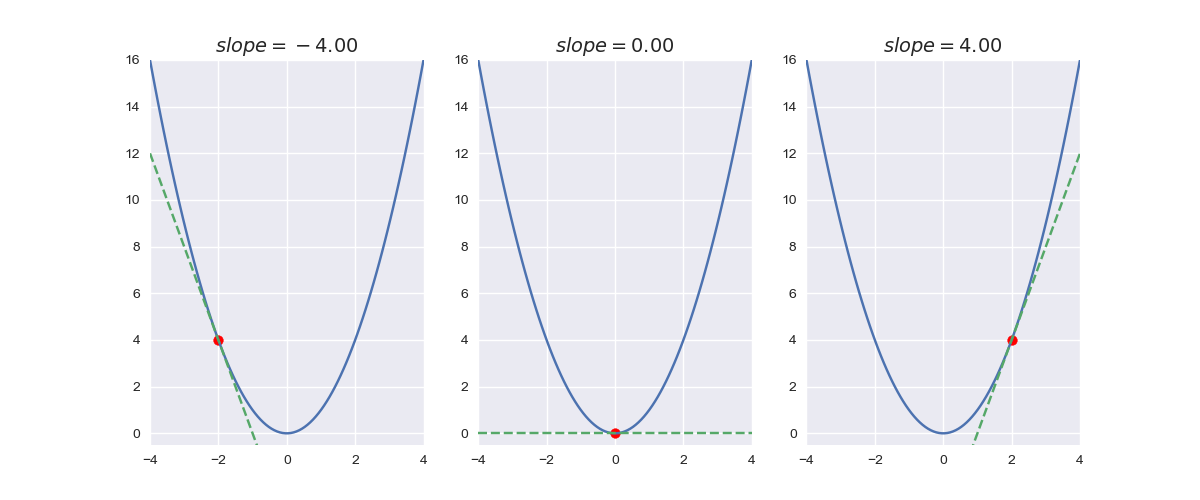 slope = −4.00
slope = 0.00
slope = 4.00
16 16 16
14 14 14
12 12 12
10 10 10
8 8 8
6 6 6
4 4 4
2 2 2
0 0 0
−4 −2 0 2 4 −4 −2 0 2 4 −4 −2 0 2 4